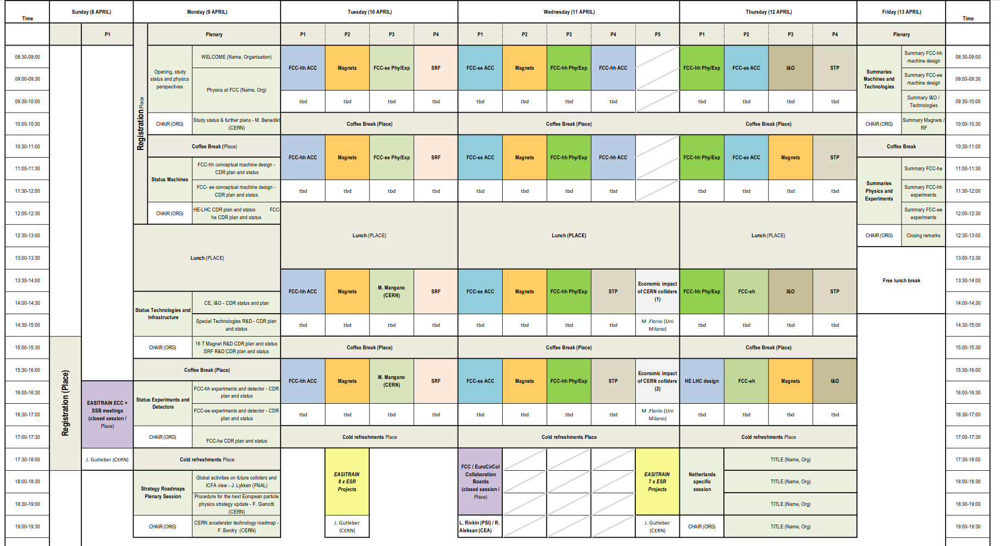 Time
Sunday (8 APRIL)
Monday (9 APRIL)
Tuesday (10 APRIL)
Wednesday (11 APRIL)
Thursday (12 APRIL)
Friday (13 APRIL)
Time
P1
Plenary
P1
P2
P3
P4
P1
P2
P3
P4
P5
P1
P2
P3
P4
Plenary
08:30-09:00
Registration Place
Opening, study
status and physics
perspectives
WELCOME (Name, Organisation)
FCC-hh ACC
Magnets
FCC-ee Phy/Exp
SRF
FCC-ee ACC
Magnets
FCC-hh Phy/Exp
FCC-hh ACC
FCC-hh Phy/Exp
FCC-ee ACC
I&O
STP
Summaries
Machines and
Technologies
Summary FCC-hh
machine design
08:30-09:00
09:00-09:30
Physics at FCC (Name, Org)
Summary FCC-ee
machine design
09:00-09:30
09:30-10:00
tbd
tbd
tbd
tbd
tbd
tbd
tbd
tbd
tbd
tbd
tbd
tbd
Summary I&O /
Technologies
09:30-10:00
10:00-10:30
CHAIR (ORG)
Study status & further plans - M. Benedikt
(CERN)
Coffee Break (Place)
Coffee Break (Place)
Coffee Break (Place)
CHAIR (ORG)
Summary Magnets /
RF
10:00-10:30
10:30-11:00
Coffee Break (Place)
FCC-hh ACC
Magnets
FCC-ee Phy/Exp
SRF
FCC-ee ACC
Magnets
FCC-hh Phy/Exp
FCC-hh ACC
FCC-hh Phy/Exp
FCC-ee ACC
Magnets
STP
Coffee Break
10:30-11:00
11:00-11:30
Status Machines
FCC-hh conceptual machine design -
CDR plan and status
Summaries
Physics and
Experiments
Summary FCC-he
11:00-11:30
11:30-12:00
FCC- ee conceptual machine design -
CDR plan and status
tbd
tbd
tbd
tbd
tbd
tbd
tbd
tbd
tbd
tbd
tbd
tbd
Summary FCC-hh
experiments
11:30-12:00
12:00-12:30
CHAIR (ORG)
HE-LHC CDR plan and status FCC-
he CDR plan and status
Lunch (PLACE)
Lunch (PLACE)
Lunch (PLACE)
Summary FCC-ee
experiments
12:00-12:30
12:30-13:00
Lunch (PLACE)
CHAIR (ORG)
Closing remarks
12:30-13:00
13:00-13:30
Free lunch break
13:00-13:30
13:30-14:00
FCC-hh ACC
Magnets
M. Mangano
(CERN)
SRF
FCC-ee ACC
Magnets
FCC-hh Phy/Exp
STP
Economic impact
of CERN colliders
(1)
FCC-hh Phy/Exp
FCC-eh
I&O
STP
13:30-14:00
14:00-14:30
Status Technologies and
Infrastructure
CE, I&O - CDR status and plan
14:00-14:30
14:30-15:00
Special Technologies R&D - CDR plan
and status
tbd
tbd
tbd
tbd
tbd
tbd
tbd
tbd
M .Florio (Uni
Milano)
tbd
tbd
tbd
tbd
14:30-15:00
15:00-15:30
Registration (Place)
CHAIR (ORG)
16 T Magnet R&D CDR plan and status
SRF R&D CDR plan and status
Coffee Break (Place)
Coffee Break (Place)
Coffee Break (Place)
15:00-15:30
15:30-16:00
Coffee Break (Place)
FCC-hh ACC
Magnets
M. Mangano
(CERN)
SRF
FCC-ee ACC
Magnets
FCC-hh Phy/Exp
STP
Economic impact
of CERN colliders
(2)
HE LHC design
FCC-eh
Magnets
I&O
15:30-16:00
16:00-16:30
EASITRAIN ECC +
SSB meetings
(closed session /
Place)
Status Experiments and
Detectors
FCC-hh experiments and detector - CDR
plan and status
16:00-16:30
16:30-17:00
FCC-ee experiments and detector - CDR
plan and status
tbd
tbd
tbd
tbd
tbd
tbd
tbd
tbd
M .Florio (Uni
Milano)
tbd
tbd
tbd
tbd
16:30-17:00
17:00-17:30
CHAIR (ORG)
FCC-he CDR plan and status
Cold refreshments Place
Cold refreshments Place
Cold refreshments Place
17:00-17:30
17:30-18:00
J. Gutleber (CERN)
Cold refreshments Place
EASITRAIN
8 x ESR
Projects
FCC / EuroCirCol
Collaboration
Boards
(closed session /
Place)
EASITRAIN
7 x ESR
Projects
Netherlands
specific
session
TITLE (Name, Org)
17:30-18:00
18:00-18:30
Strategy Roadmaps
Plenary Session
Global activities on future colliders and
ICFA view - J. Lykken (FNAL)
TITLE (Name, Org)
18:00-18:30
18:30-19:00
Procedure for the next European particle
physics strategy update - F. Gianotti
(CERN)
TITLE (Name, Org)
18:30-19:00
19:00-19:30
CHAIR (ORG)
CERN accelerator technology roadmap -
F. Bordry (CERN)
J. Gutleber
(CERN)
L. Rivkin (PSI) / R.
Aleksan (CEA)
J. Gutleber
(CERN)
CHAIR (ORG)
TITLE (Name, Org)
19:00-19:30